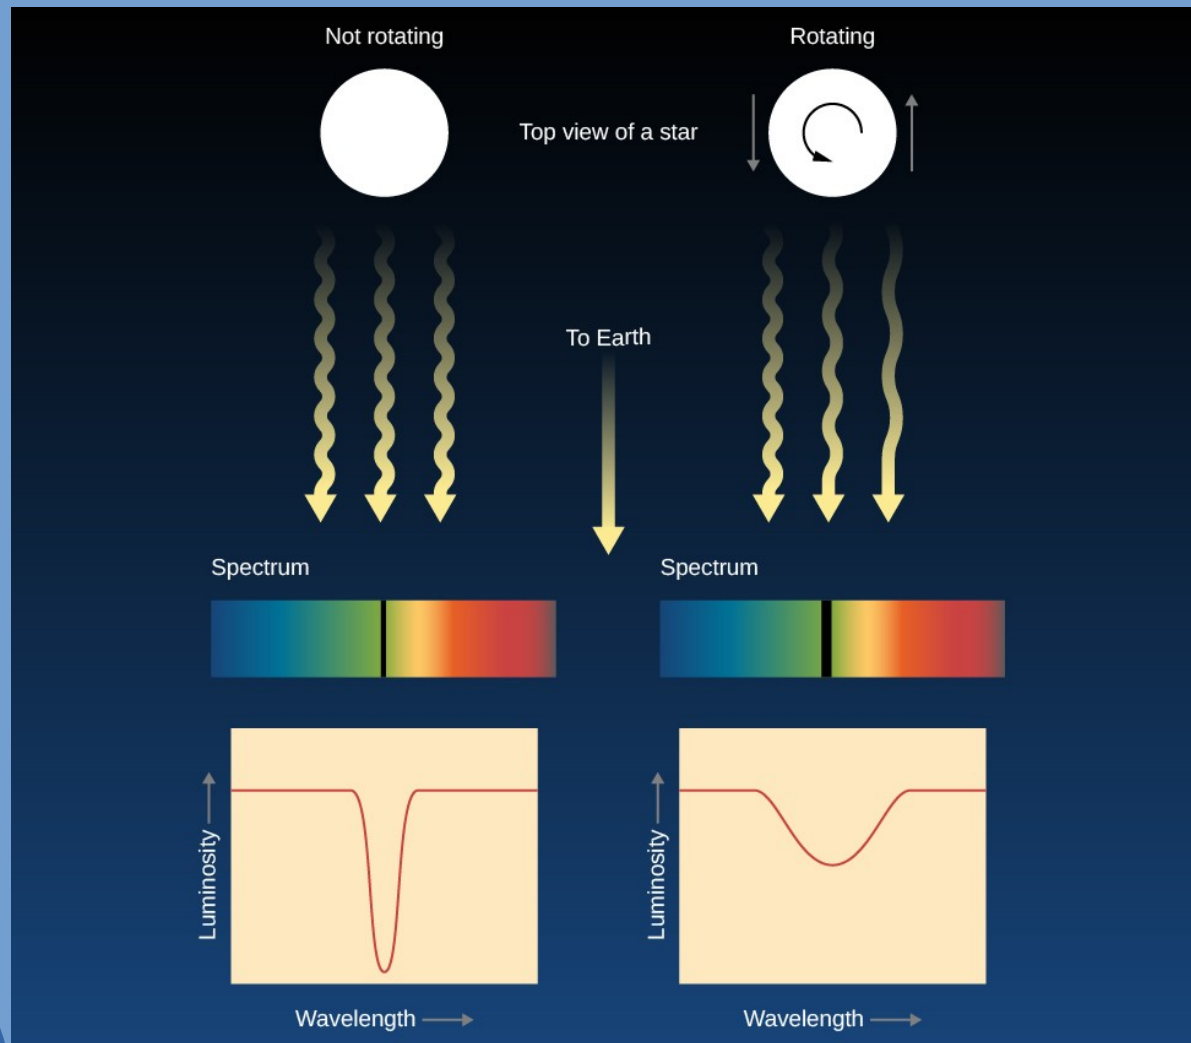 Not rotating
Rotating
Top view of a star
To Earth
Spectrum
Spectrum
Luminosity
Luminosity
Wavelength
Wavelength